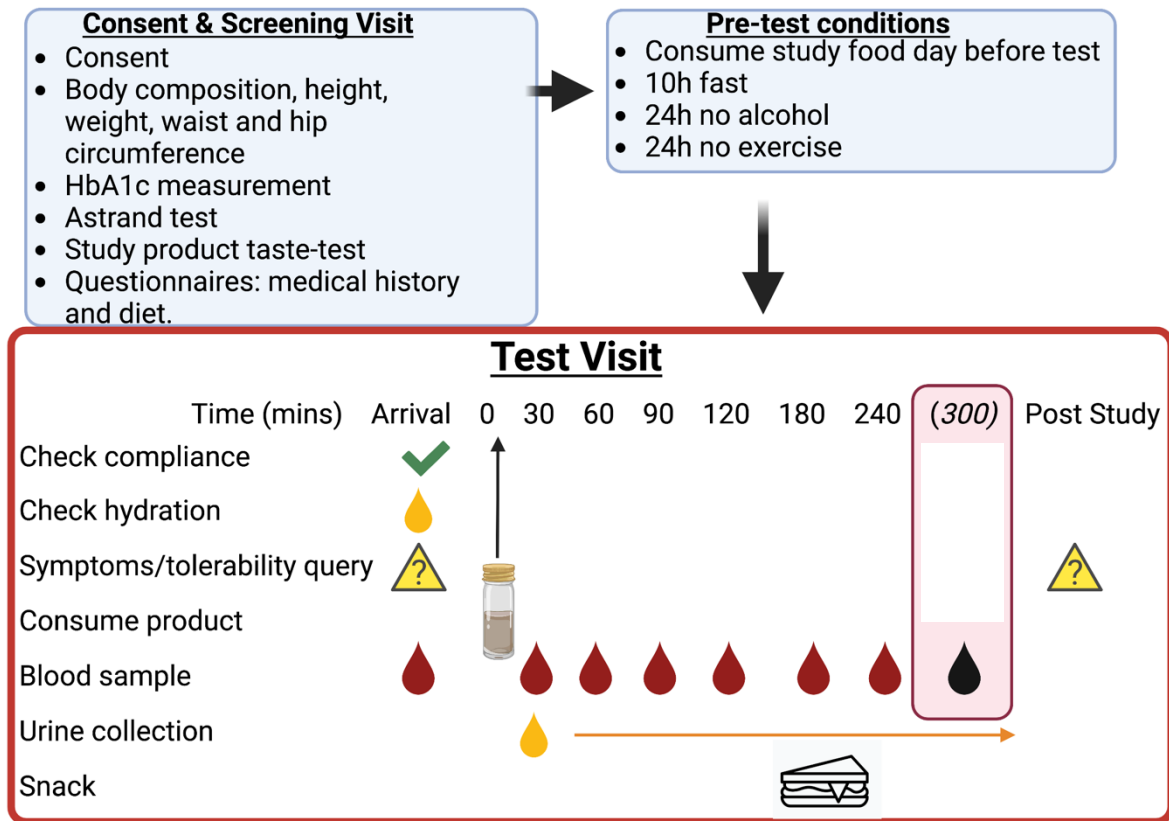 Consent & Screening Visit
• Consent
• Body composition, height,
weight, waist and hip
circumference
• HbA1c measurement
• Astrand test
• Study product taste-test
• Questionnaires: medical history
and diet.
Pre-test conditions
• Consume study food day before test
• 10h fast
• 24h no alcohol
• 24h no exercise
Test Visit
Time (mins) Arrival 0 30 60 90 120 180 240 (300) Post Study
Check compliance
Check hydration
Symptoms/tolerability query ? ?
Consume product
Blood sample
Urine collection
Snack